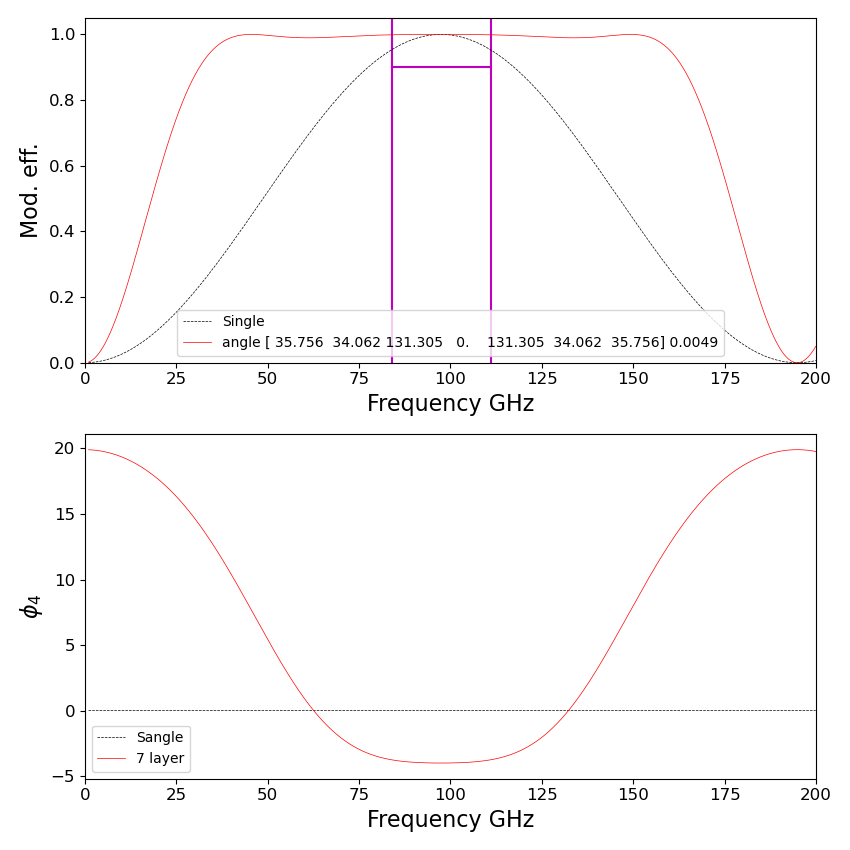 1.0
0.8
0.6
0.4
0.2
0.0
Mod. eff.
Single
angle [ 35.756 34.062 131.305 0. 131.305 34.062 35.756] 0.0049
0 25 50 75 100 125 150 175 200
Frequency GHz
20
15
10
5
0
−5
ϕ4
Sangle
7 layer
0 25 50 75 100 125 150 175 200
Frequency GHz